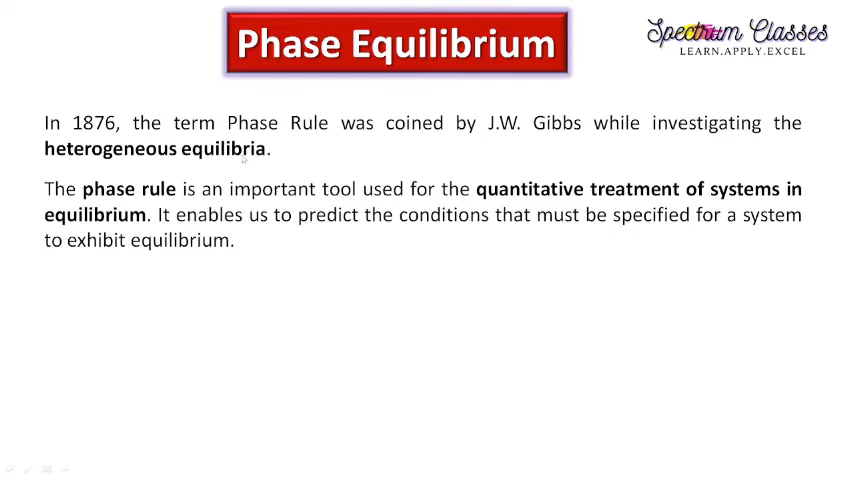 Phase Equilibrium
Spectrum Classes
LEARN.APPLY.EXCEL
In 1876, the term Phase Rule was coined by J.W. Gibbs while investigating the
heterogeneous equilibria.
The phase rule is an important tool used for the quantitative treatment of systems in
equilibrium. It enables us to predict the conditions that must be specified for a system
to exhibit equilibrium.